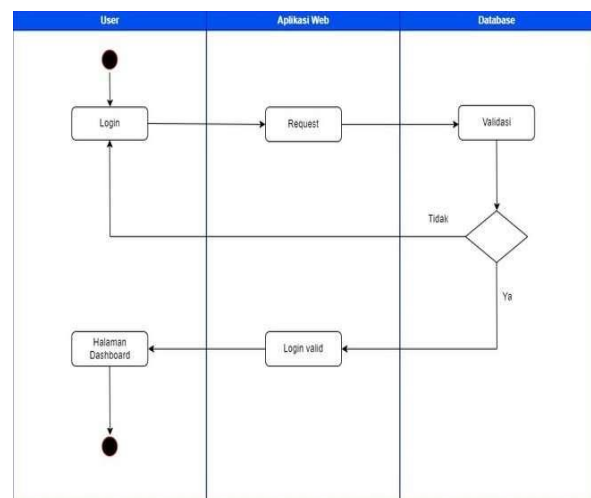 User
Aplikasi Web
Database
Login
Request
Validasi
Tidak
Ya
Halaman
Dashboard
Login valid